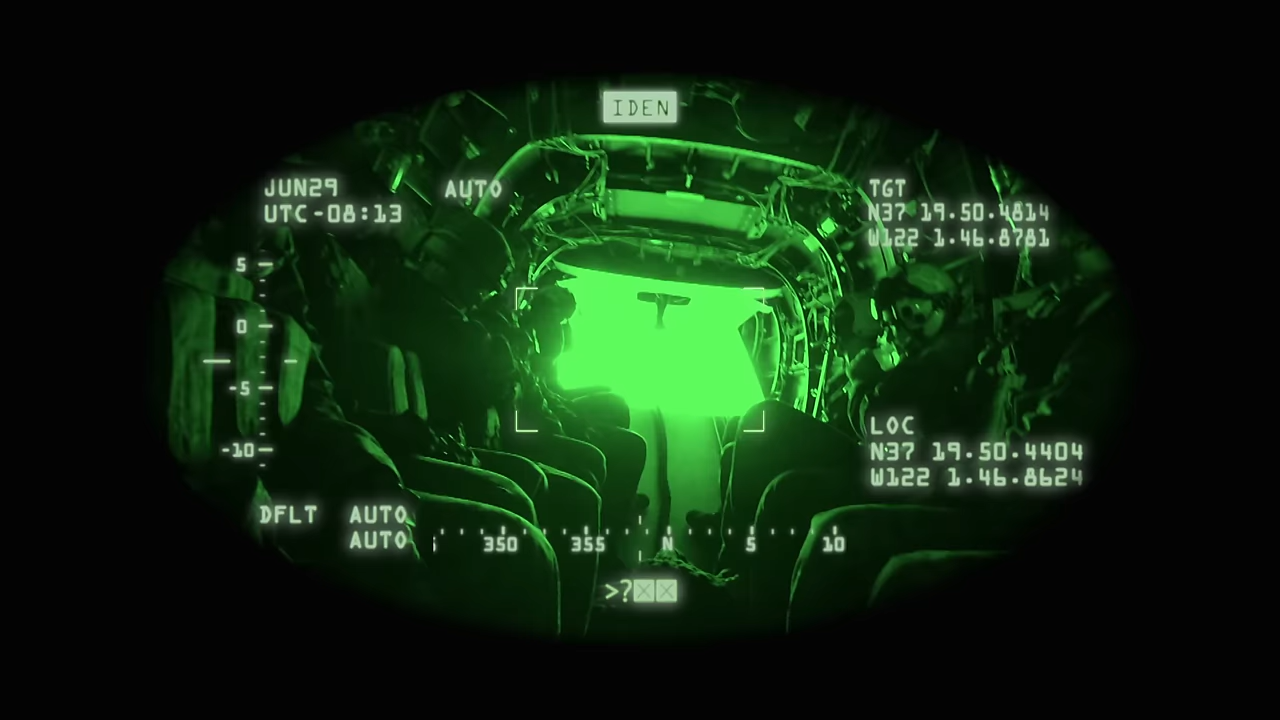 IDEN
JUN29 AUTO
UTC-08:13
TGT
N37 19.50.4814
W122 1.46.8781
5
0
-5
-10
LOC
N37 19.50.4404
W122 1.46.8624
DFLT AUTO
AUTO
350 355 N 5 10
>?